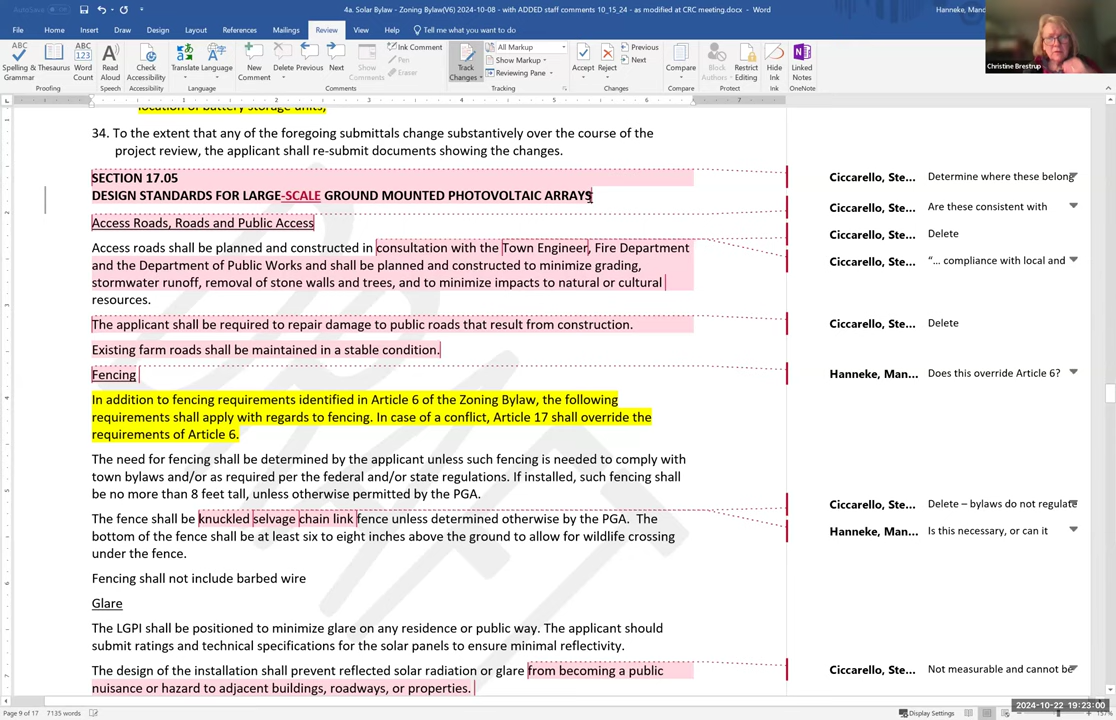 AutoSave
4a. Solar Bylaw - Zoning Bylaw(V6) 2024-10-08 - with ADDED staff comments 10_15_24 - as modified at CRC meeting.docx - Word
Hanneke, Mand
File Home Insert Draw Design Layout References Mailings Review View Help Tell me what you want to do
Spelling & Grammar Thesaurus Word Count Read Aloud Check Accessibility Translate Language New Comment Delete Previous Next Show Comments Ink Comment Pen Eraser Track Changes All Markup Show Markup Reviewing Pane Accept Reject Previous Next Compare Block Authors Restrict Editing Hide Ink Linked Notes
Proofing Speech Accessibility Language Comments Tracking Changes Compare Protect Ink OneNote
Christine Brestrup
location of battery storage units,
34. To the extent that any of the foregoing submittals change substantively over the course of the
project review, the applicant shall re-submit documents showing the changes.
SECTION 17.05
DESIGN STANDARDS FOR LARGE-SCALE GROUND MOUNTED PHOTOVOLTAIC ARRAYS
Access Roads, Roads and Public Access
Access roads shall be planned and constructed in consultation with the Town Engineer, Fire Department
and the Department of Public Works and shall be planned and constructed to minimize grading,
stormwater runoff, removal of stone walls and trees, and to minimize impacts to natural or cultural
resources.
The applicant shall be required to repair damage to public roads that result from construction.
Existing farm roads shall be maintained in a stable condition.
Fencing
In addition to fencing requirements identified in Article 6 of the Zoning Bylaw, the following
requirements shall apply with regards to fencing. In case of a conflict, Article 17 shall override the
requirements of Article 6.
The need for fencing shall be determined by the applicant unless such fencing is needed to comply with
town bylaws and/or as required per the federal and/or state regulations. If installed, such fencing shall
be no more than 8 feet tall, unless otherwise permitted by the PGA.
The fence shall be knuckled selvage chain link fence unless determined otherwise by the PGA. The
bottom of the fence shall be at least six to eight inches above the ground to allow for wildlife crossing
under the fence.
Fencing shall not include barbed wire
Glare
The LGPI shall be positioned to minimize glare on any residence or public way. The applicant should
submit ratings and technical specifications for the solar panels to ensure minimal reflectivity.
The design of the installation shall prevent reflected solar radiation or glare from becoming a public
nuisance or hazard to adjacent buildings, roadways, or properties.
DRAFT
Ciccarello, Ste... Determine where these belong
Ciccarello, Ste... Are these consistent with
Ciccarello, Ste... Delete
Ciccarello, Ste... "... compliance with local and
Ciccarello, Ste... Delete
Hanneke, Man... Does this override Article 6?
Ciccarello, Ste... Delete – bylaws do not regulate
Hanneke, Man... Is this necessary, or can it
Ciccarello, Ste... Not measurable and cannot be
Page 9 of 17 7135 words
Display Settings
2024-10-22 19:23:00